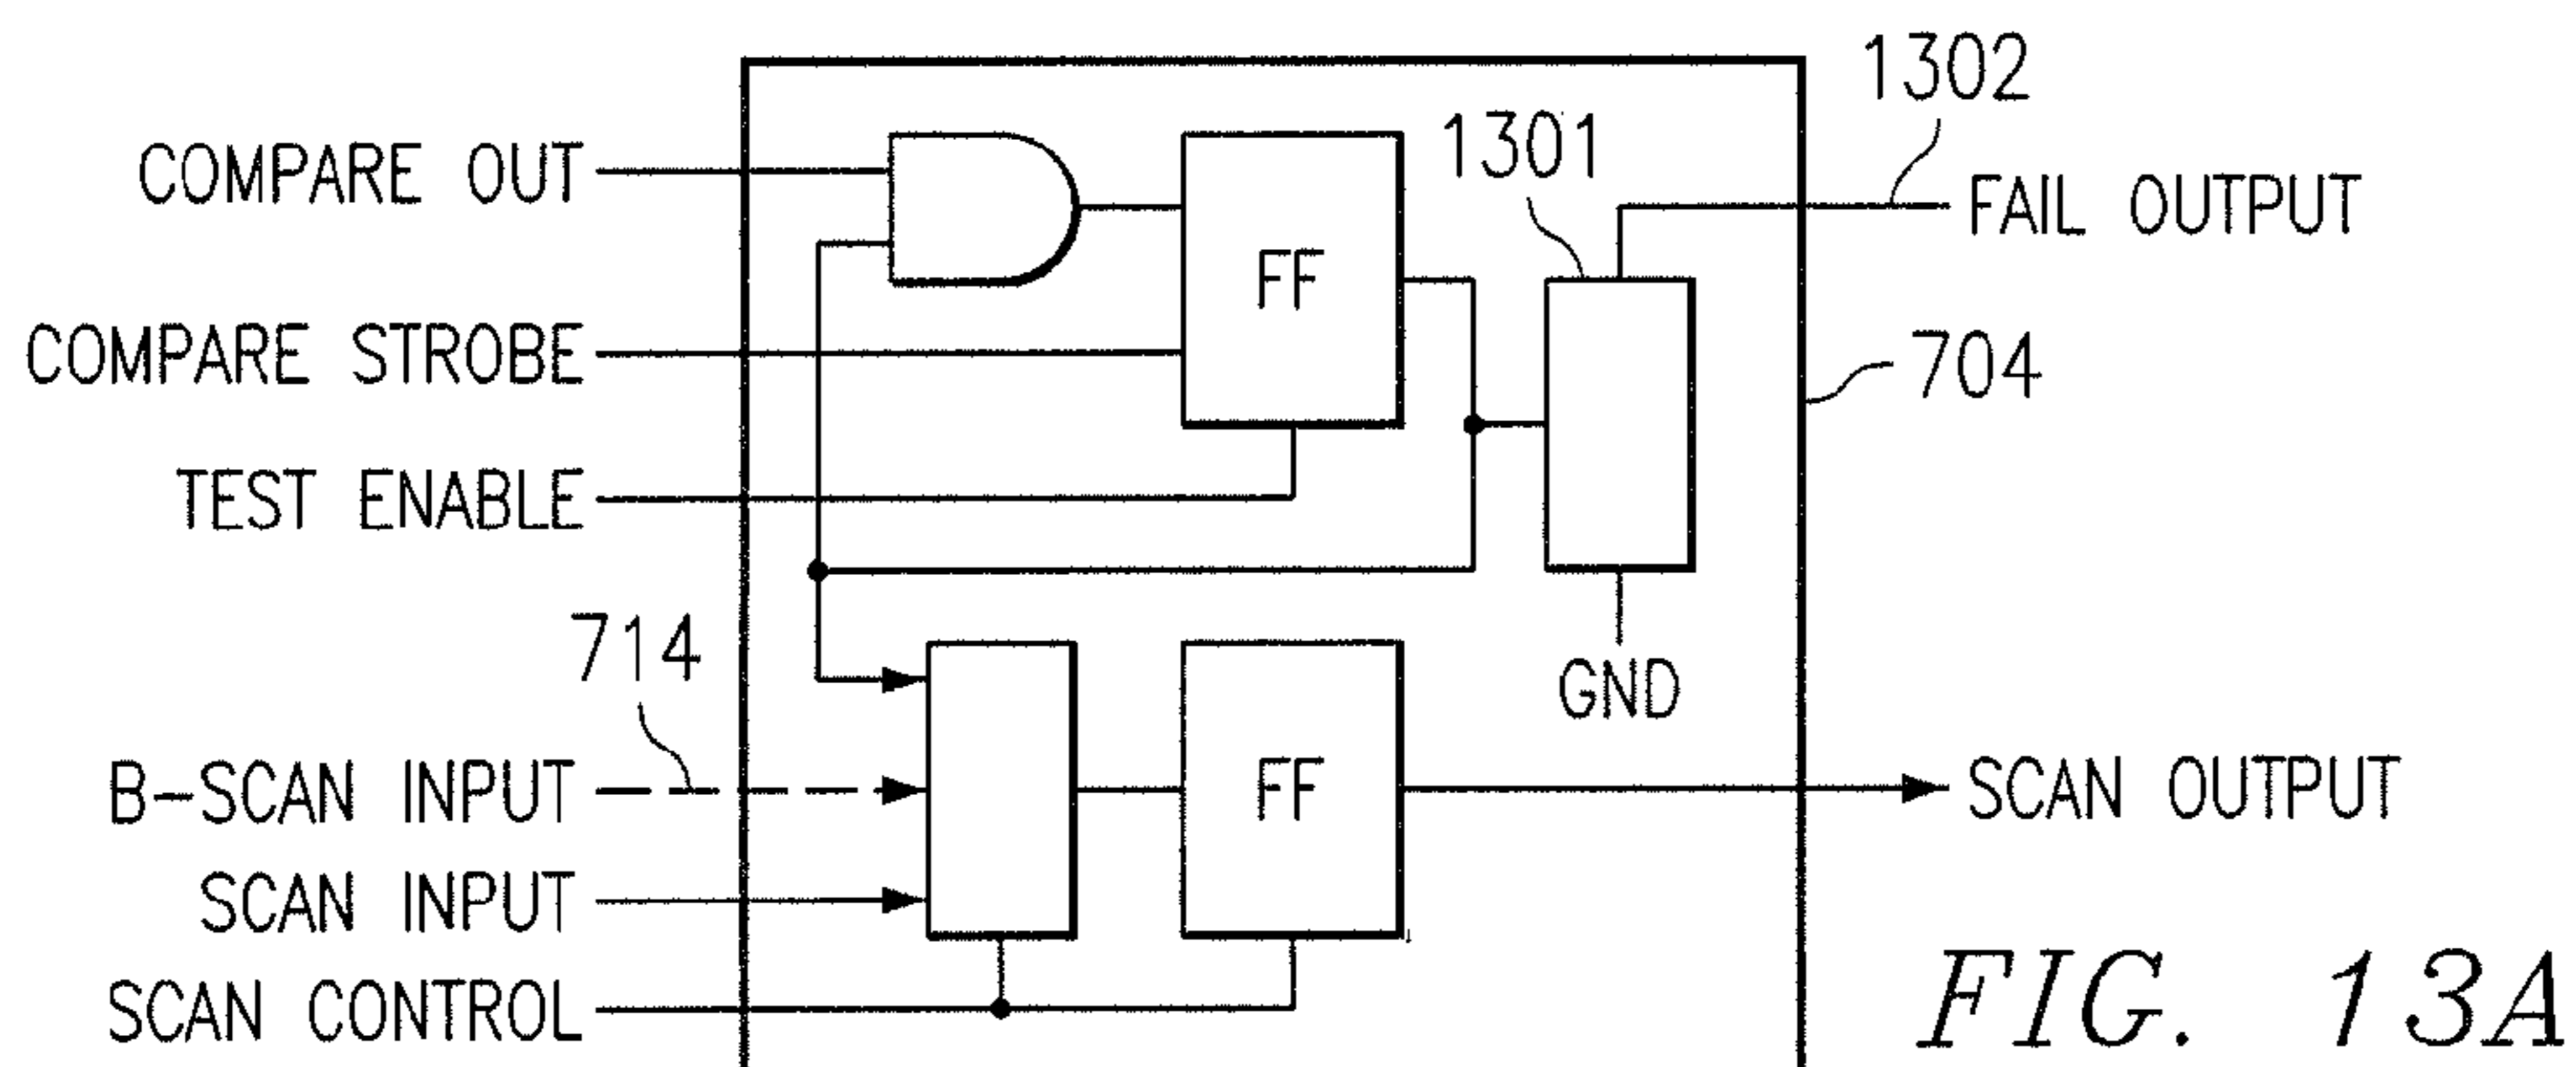 1302
COMPARE OUT
1301
FAIL OUTPUT
FF
COMPARE STROBE
704
TEST ENABLE
714
GND
B-SCAN INPUT
FF
SCAN OUTPUT
SCAN INPUT
SCAN CONTROL
FIG. 13A